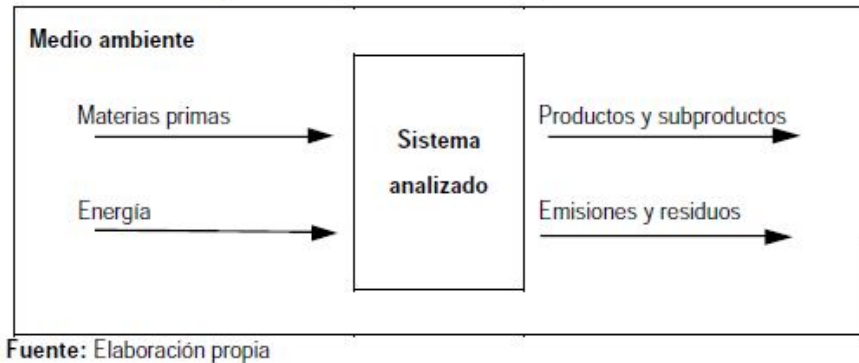 Medio ambiente
Materias primas
Energía
Sistema
analizado
Productos y subproductos
Emisiones y residuos
Fuente: Elaboración propia